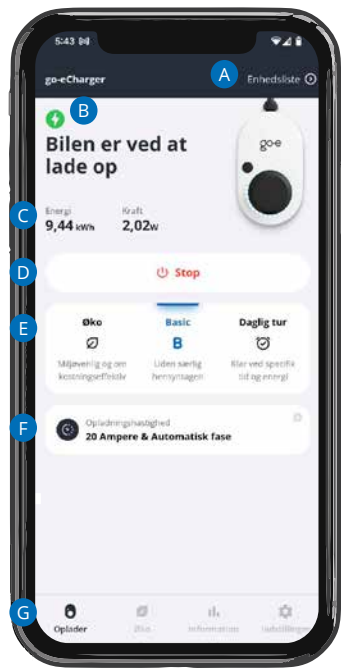 5:43
go-eCharger
A
Enhedsliste
B
Bilen er ved at
lade op
go-e
C
Energi
Kraft
9,44 kWh
2,02w
D
Stop
E
Øko
Basic
Daglig tur
B
Miljøvenlig og om
kostningseffektiv
Uden særlig
hensyntagen
Klar ved specifik
tid og energi
F
Opladningshastighed
20 Ampere & Automatisk fase
G
Oplader
Øko
Information
Indstillinger